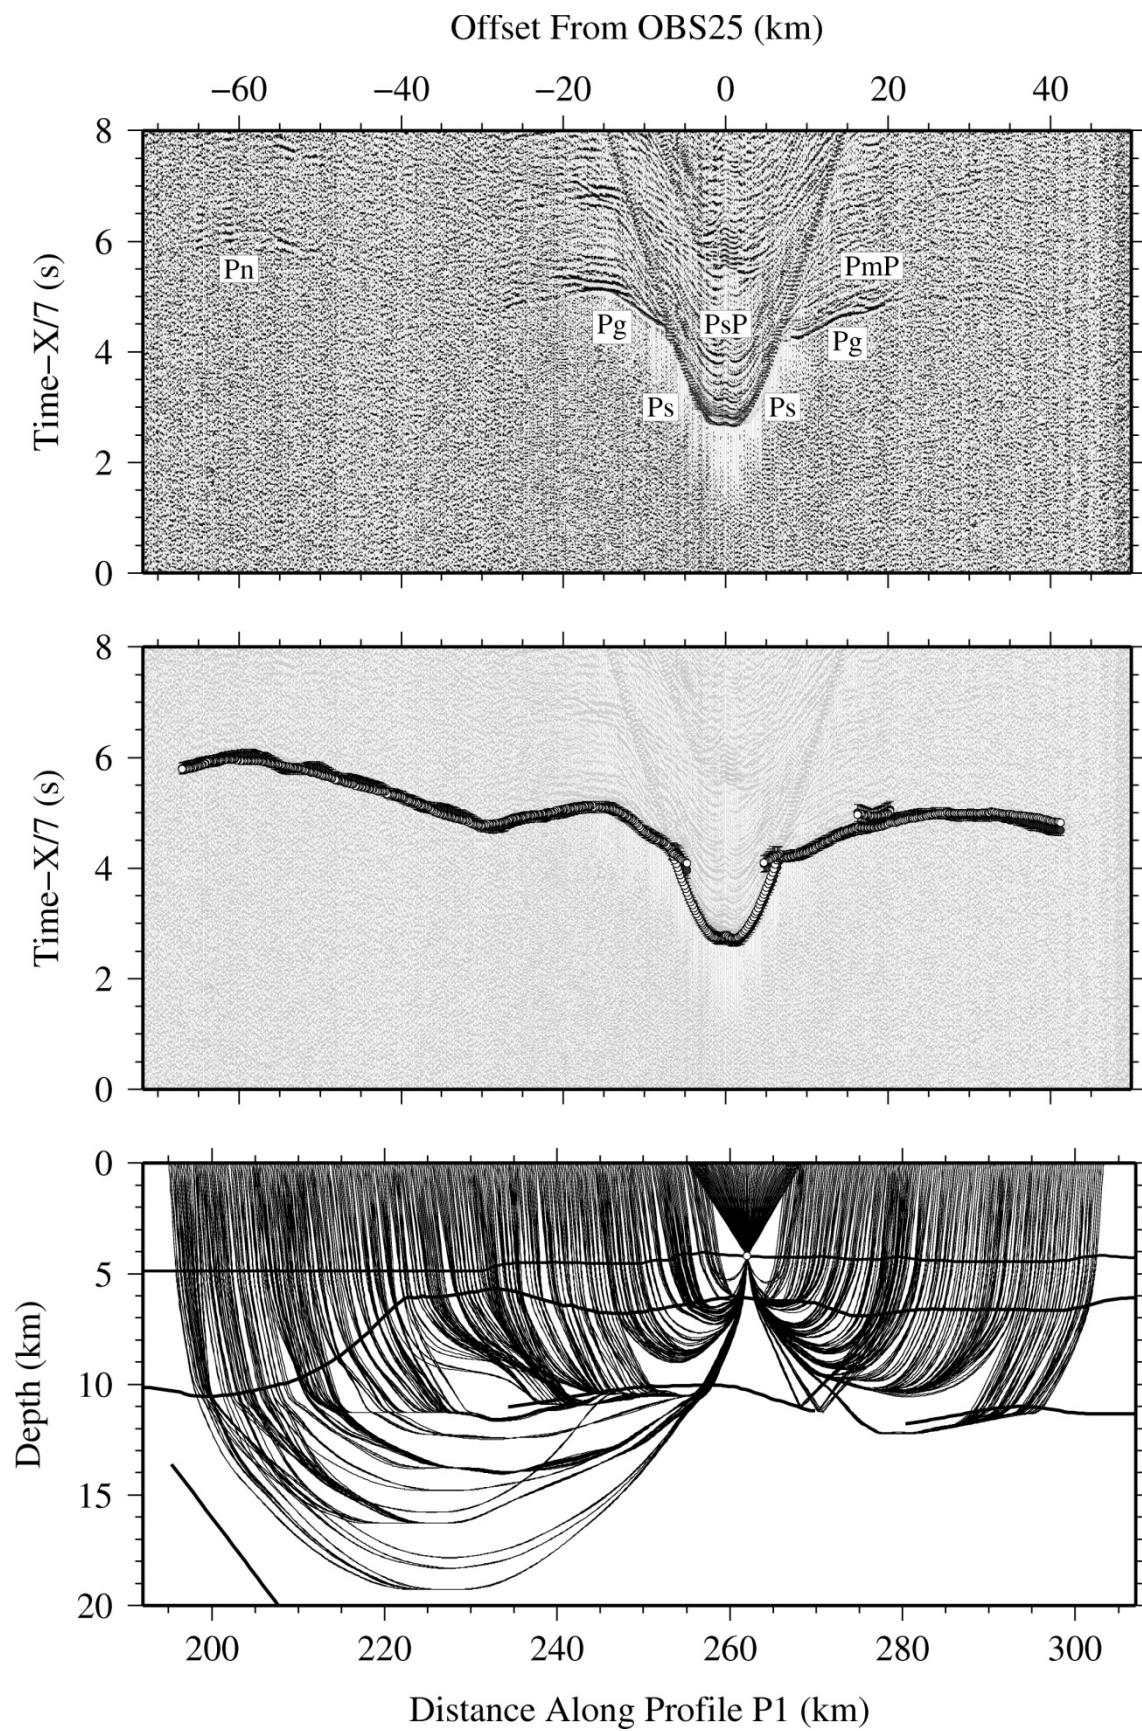 Offset From OBS25 (km)
−60 −40 −20 0 20 40
8
6
4
2
0
Time−X/7 (s)
Pn
PmP
Pg
PsP
Pg
Ps
Ps
8
6
4
2
0
Time−X/7 (s)
0
5
10
15
20
Depth (km)
200 220 240 260 280 300
Distance Along Profile P1 (km)